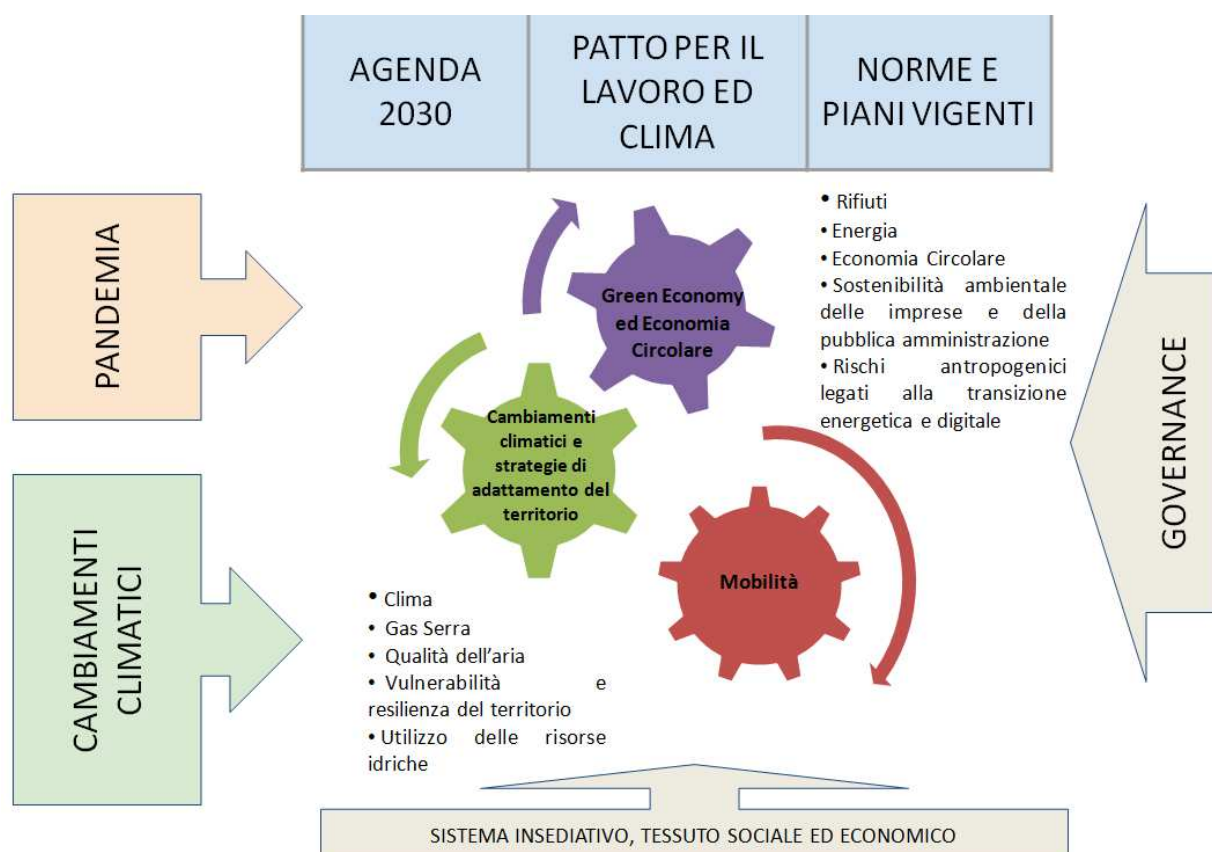 AGENDA
2030
PATTO PER IL
LAVORO ED
CLIMA
NORME E
PIANI VIGENTI
PANDEMIA
CAMBIAMENTI
CLIMATICI
Green Economy
ed Economia
Circolare
Cambiamenti
climatici e
strategie di
adattamento del
territorio
Mobilità
• Rifiuti
• Energia
• Economia Circolare
• Sostenibilità ambientale
delle imprese e della
pubblica amministrazione
• Rischi antropogenici
legati alla transizione
energetica e digitale
• Clima
• Gas Serra
• Qualità dell'aria
• Vulnerabilità e
resilienza del territorio
• Utilizzo delle risorse
idriche
GOVERNANCE
SISTEMA INSEDIATIVO, TESSUTO SOCIALE ED ECONOMICO